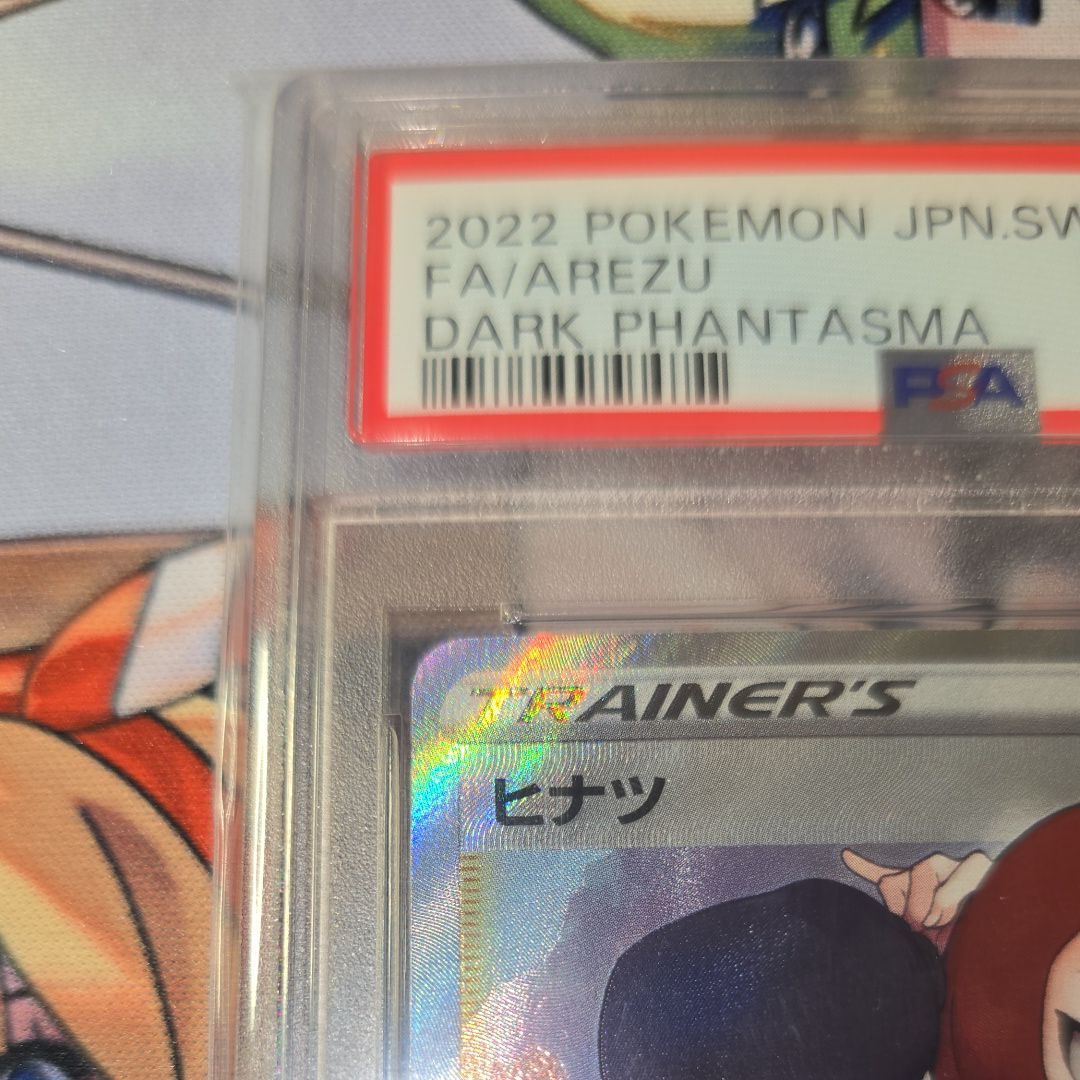 2022 POKEMON JPN.SW
FA/AREZU
DARK PHANTASMA
PSA
TRAINER'S
ヒナツ